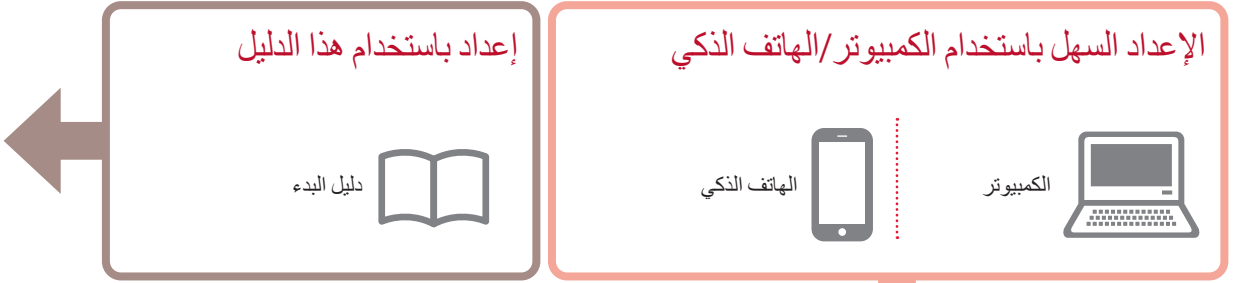 الإعداد السهل باستخدام الكمبيوتر/الهاتف الذكي
الكمبيوتر
الهاتف الذكي
إعداد باستخدام هذا الدليل
دليل البدء